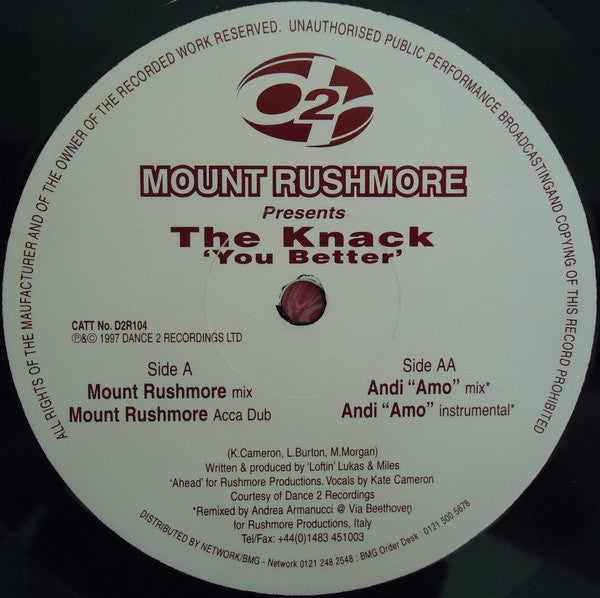 ALL RIGHTS OF THE MAUFACTURER AND OF THE OWNER OF THE RECORDED WORK RESERVED. UNAUTHORISED PUBLIC PERFORMANCE BROADCASTINGAND COPYING OF THIS RECORD PROHIBITED
D2r
MOUNT RUSHMORE
Presents
The Knack
'You Better'
CATT No. D2R104
℗&© 1997 DANCE 2 RECORDINGS LTD
Side A
Mount Rushmore mix
Mount Rushmore Acca Dub
Side AA
Andi “Amo” mix*
Andi “Amo” instrumental*
(K.Cameron, L.Burton, M.Morgan)
Written & produced by 'Loftin' Lukas & Miles
'Ahead' for Rushmore Productions. Vocals by Kate Cameron
Courtesy of Dance 2 Recordings
*Remixed by Andrea Armanucci @ Via Beethoven
for Rushmore Productions, Italy
Tel/Fax: +44(0)1483 451003
DISTRIBUTED BY NETWORK/BMG - Network 0121 248 2548 : BMG Order Desk : 0121 500 5678